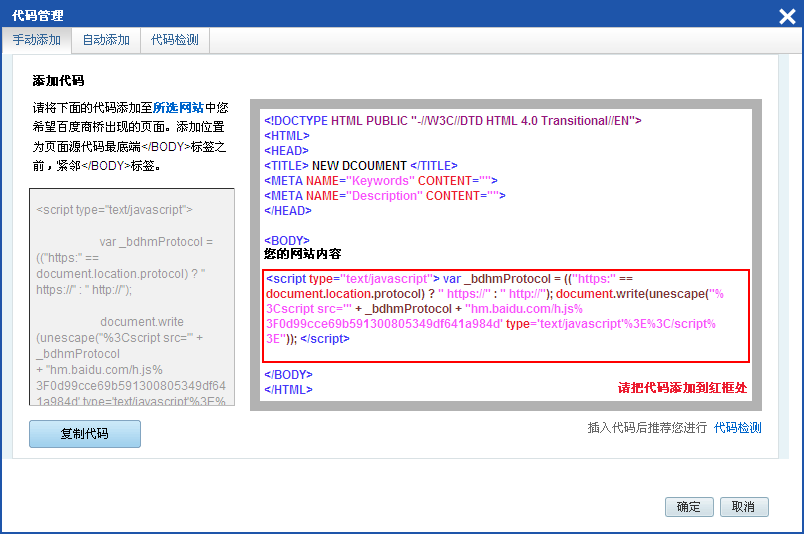 代码管理
手动添加 自动添加 代码检测
添加代码
请将下面的代码添加至所选网站中您
希望百度商桥出现的页面。添加位置
为页面源代码最底端</BODY>标签之
前，紧邻</BODY>标签。
<script type="text/javascript">
var _bdhmProtocol =
(("https:" ==
document.location.protocol) ? "
https://" : " http://");
document.write
(unescape("%3Cscript src='" +
_bdhmProtocol
+ "hm.baidu.com/h.js%
3F0d99cce69b591300805349df64
1a984d' type='text/javascript'%3E%
复制代码
<!DOCTYPE HTML PUBLIC "-//W3C//DTD HTML 4.0 Transitional//EN">
<HTML>
<HEAD>
<TITLE> NEW DCOUMENT </TITLE>
<META NAME="Keywords" CONTENT="">
<META NAME="Description" CONTENT="">
</HEAD>
<BODY>
您的网站内容
<script type="text/javascript"> var _bdhmProtocol = (("https:" ==
document.location.protocol) ? " https://" : " http://"); document.write(unescape("%
3Cscript src='" + _bdhmProtocol + "hm.baidu.com/h.js%
3F0d99cce69b591300805349df641a984d' type='text/javascript'%3E%3C/script%
3E")); </script>
</BODY>
</HTML>
请把代码添加到红框处
插入代码后推荐您进行 代码检测
确定 取消